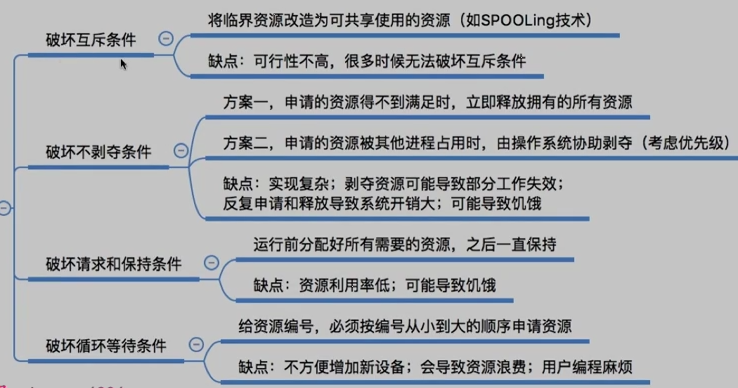 破坏互斥条件
将临界资源改造为可共享使用的资源（如SPOOLing技术）
缺点：可行性不高，很多时候无法破坏互斥条件
破坏不剥夺条件
方案一，申请的资源得不到满足时，立即释放拥有的所有资源
方案二，申请的资源被其他进程占用时，由操作系统协助剥夺（考虑优先级）
缺点：实现复杂；剥夺资源可能导致部分工作失效；
反复申请和释放导致系统开销大；可能导致饥饿
破坏请求和保持条件
运行前分配好所有需要的资源，之后一直保持
缺点：资源利用率低；可能导致饥饿
破坏循环等待条件
给资源编号，必须按编号从小到大的顺序申请资源
缺点：不方便增加新设备；会导致资源浪费；用户编程麻烦